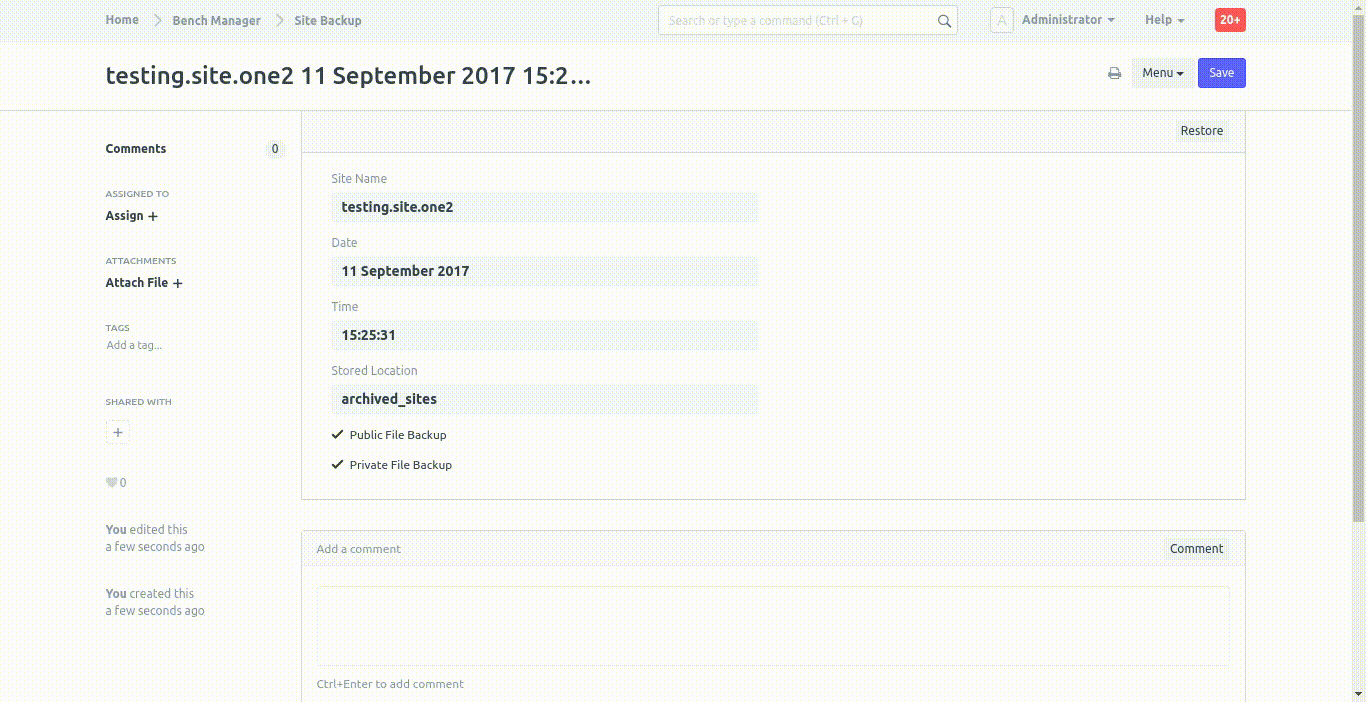 Home Bench Manager Site Backup Search or type a command (Ctrl + G) A Administrator Help 20+
testing.site.one2 11 September 2017 15:2... Menu Save
Restore
Comments 0
ASSIGNED TO
Assign +
ATTACHMENTS
Attach File +
TAGS
Add a tag...
SHARED WITH
+
0
You edited this
a few seconds ago
You created this
a few seconds ago
Site Name
testing.site.one2
Date
11 September 2017
Time
15:25:31
Stored Location
archived_sites
Public File Backup
Private File Backup
Add a comment Comment
Ctrl+Enter to add comment